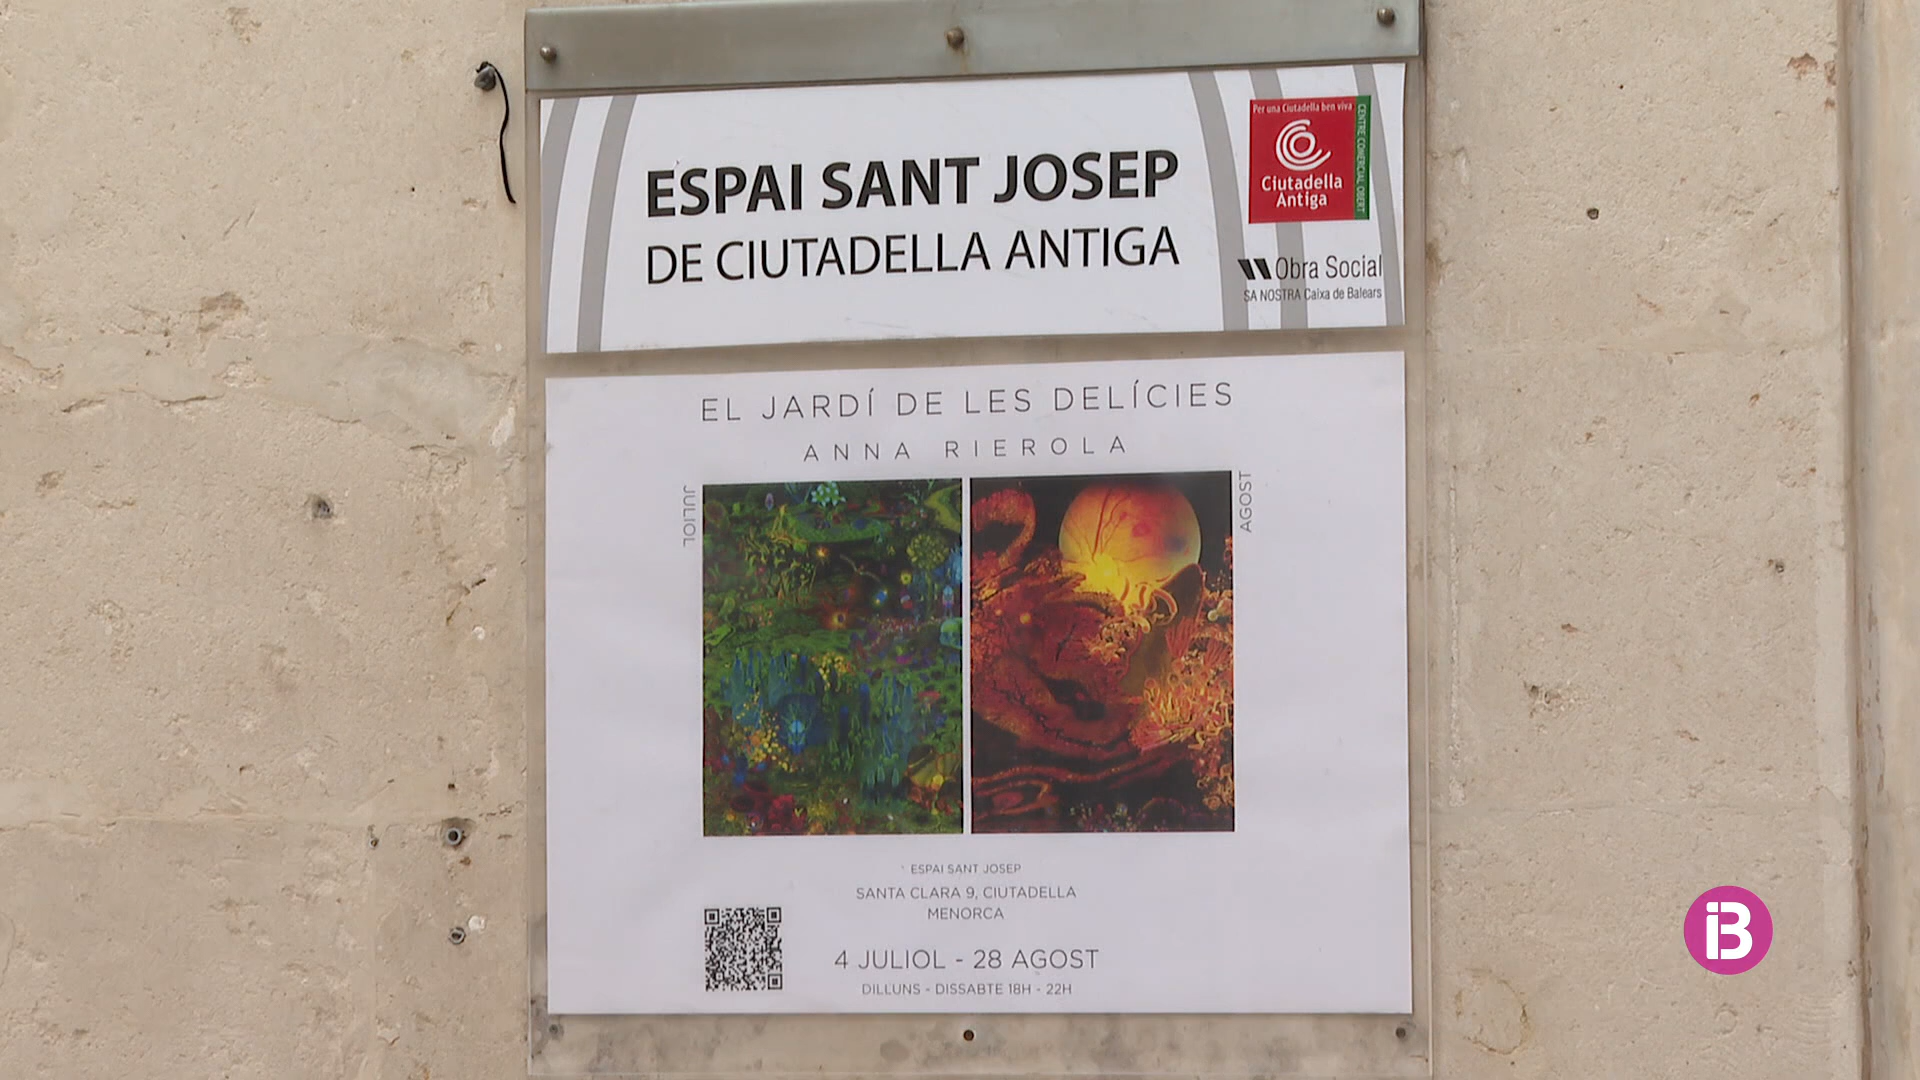 ESPAI SANT JOSEP
DE CIUTADELLA ANTIGA
Per una Ciutadella ben viva
CENTRE COMERCIAL OBERT
Ciutadella
Antiga
Obra Social
SA NOSTRA Caixa de Balears
EL JARDÍ DE LES DELÍCIES
ANNA RIEROLA
JULIOL
AGOST
ESPAI SANT JOSEP
SANTA CLARA 9, CIUTADELLA
MENORCA
4 JULIOL - 28 AGOST
DILLUNS - DISSABTE 18H - 22H
IB